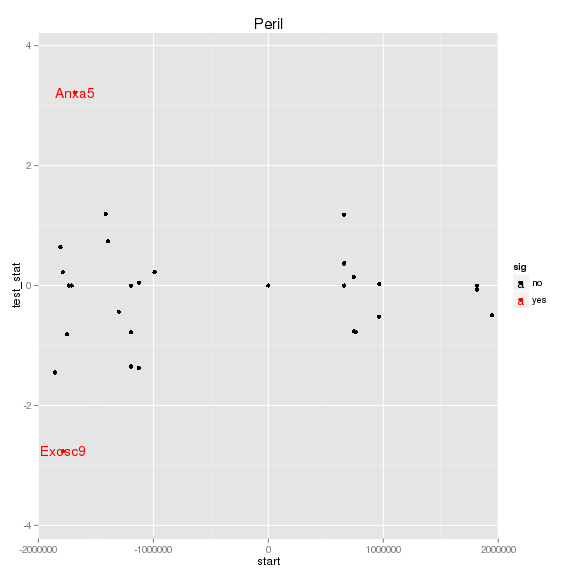 Peril
4
Anxa5
2
test_stat
0
-2
Exosc9
-4
-2000000 -1000000 0 1000000 2000000
start
sig
a no
a yes